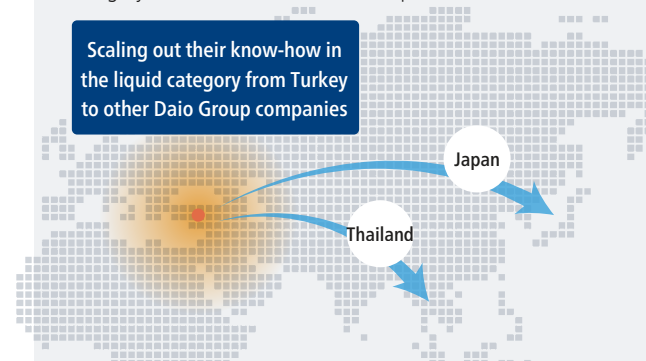 Scaling out their know-how in
the liquid category from Turkey
to other Daio Group companies
Japan
Thailand